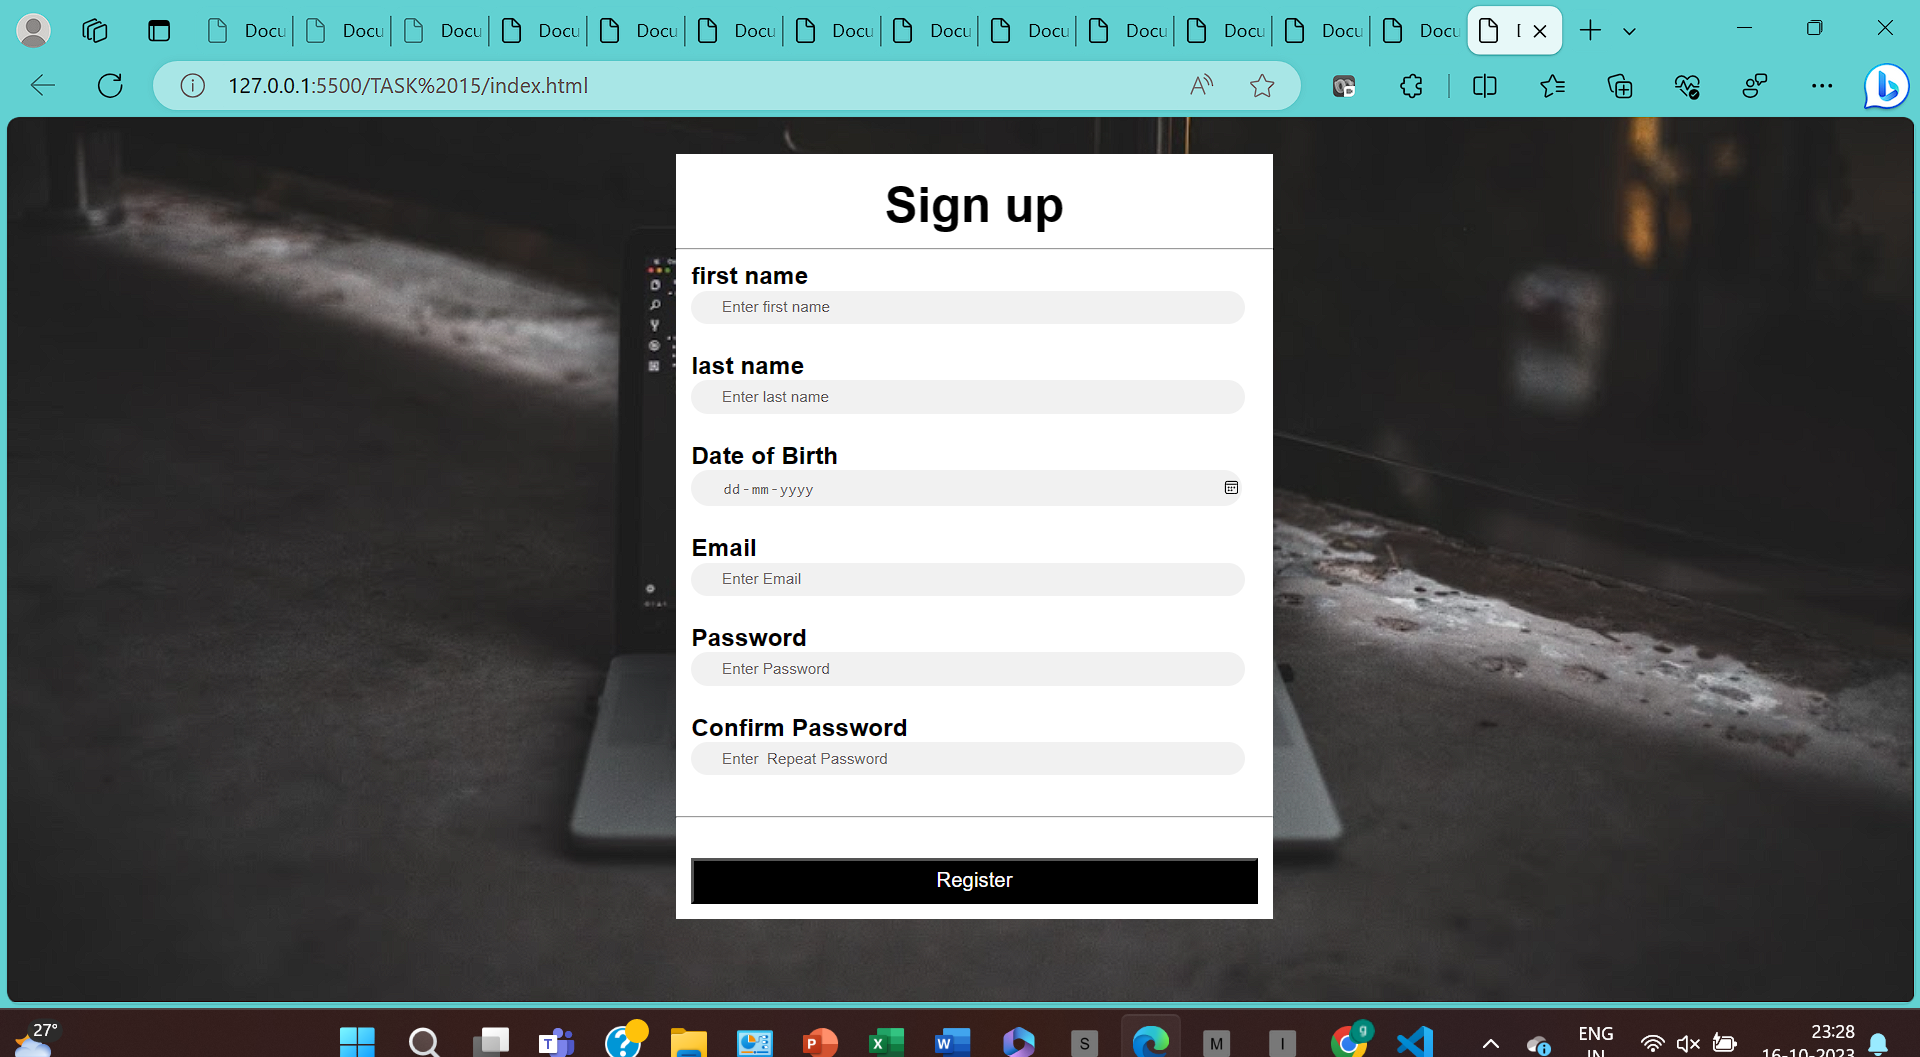 Docu Docu Docu Docu Docu Docu Docu Docu Docu Docu Docu Docu Docu
127.0.0.1:5500/TASK%2015/index.html
Sign up
first name
Enter first name
last name
Enter last name
Date of Birth
dd-mm-yyyy
Email
Enter Email
Password
Enter Password
Confirm Password
Enter  Repeat Password
Register
27°
S M I g
ENG
IN
23:28
16-10-2023